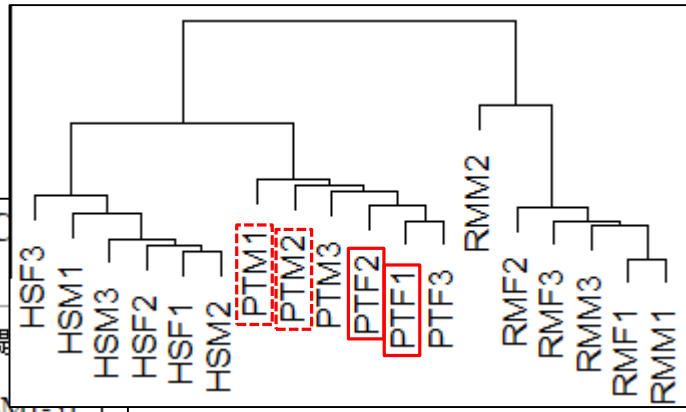 HSF3
HSM1
HSM3
HSF2
HSF1
HSM2
PTM1
PTM2
PTM3
PTF2
PTF1
PTF3
RMM2
RMF2
RMF3
RMM3
RMF1
RMM1